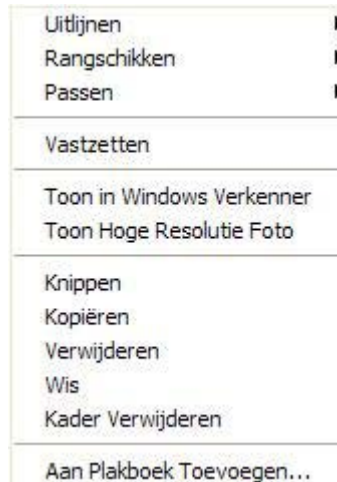 Uitlijnen
Rangschikken
Passen
Vastzetten
Toon in Windows Verkenner
Toon Hoge Resolutie Foto
Knippen
Kopiëren
Verwijderen
Wis
Kader Verwijderen
Aan Plakboek Toevoegen...